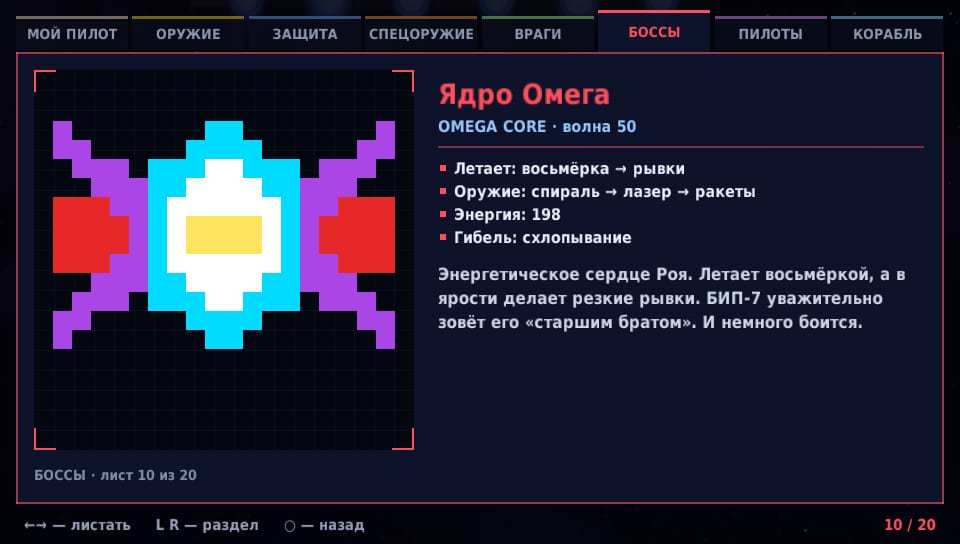 МОЙ ПИЛОТ ОРУЖИЕ ЗАЩИТА СПЕЦОРУЖИЕ ВРАГИ БОССЫ ПИЛОТЫ КОРАБЛЬ
Ядро Омега
OMEGA CORE · волна 50
Летает: восьмёрка → рывки
Оружие: спираль → лазер → ракеты
Энергия: 198
Гибель: схлопывание
Энергетическое сердце Роя. Летает восьмёркой, а в
ярости делает резкие рывки. БИП-7 уважительно
зовёт его «старшим братом». И немного боится.
БОССЫ · лист 10 из 20
←→ — листать L R — раздел ○ — назад 10 / 20